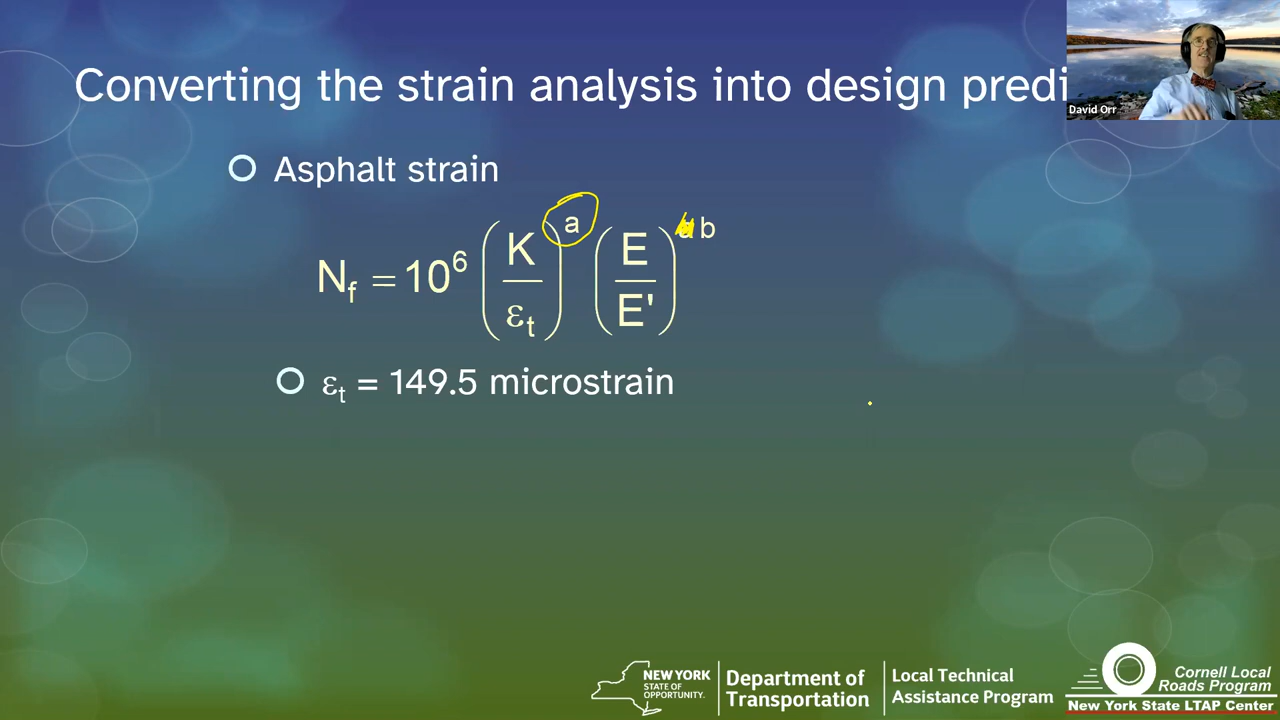 Converting the strain analysis into design predi
David Orr
Asphalt strain
N_f = 10^6 (K / ε_t)^a (E / E')^b
ε_t = 149.5 microstrain
NEW YORK
STATE OF
OPPORTUNITY.
Department of
Transportation
Local Technical
Assistance Program
Cornell Local
Roads Program
New York State LTAP Center